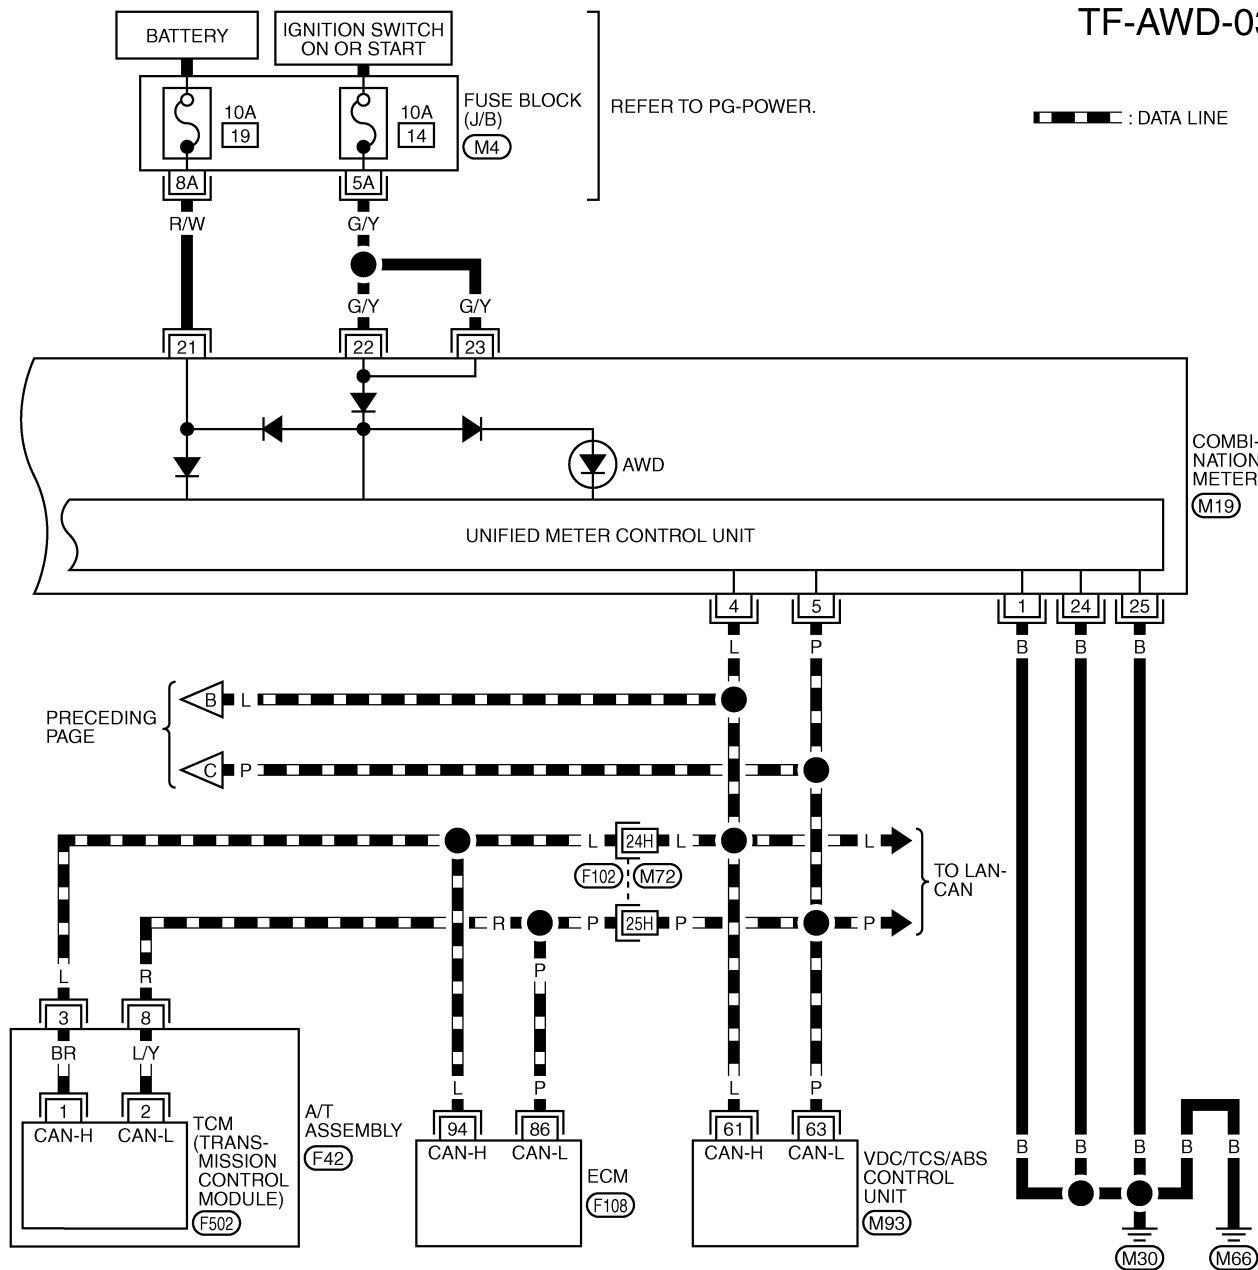 TF-AWD-03
BATTERY
IGNITION SWITCH
ON OR START
10A
19
10A
14
FUSE BLOCK
(J/B)
M4
REFER TO PG-POWER.
: DATA LINE
8A
5A
R/W
G/Y
G/Y
G/Y
21
22
23
AWD
COMBI-
NATION
METER
M19
UNIFIED METER CONTROL UNIT
4
5
1
24
25
L
P
B
B
B
PRECEDING
PAGE
B
L
C
P
L
24H
L
L
F102
M72
TO LAN-
CAN
R
P
25H
P
P
L
R
P
3
8
BR
L/Y
1
2
CAN-H
CAN-L
TCM
(TRANS-
MISSION
CONTROL
MODULE)
F502
A/T
ASSEMBLY
F42
L
P
94
86
CAN-H
CAN-L
ECM
F108
L
P
61
63
CAN-H
CAN-L
VDC/TCS/ABS
CONTROL
UNIT
M93
B
B
B
B
B
M30
M66